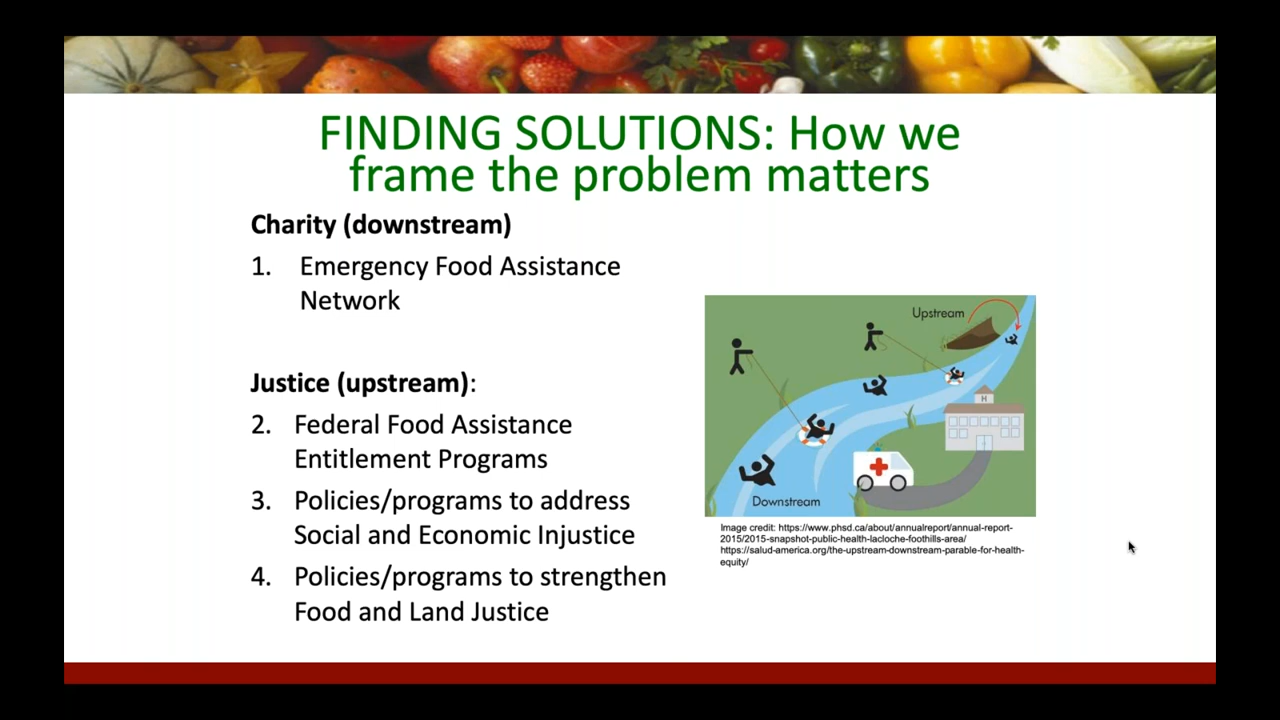 FINDING SOLUTIONS: How we
frame the problem matters
Charity (downstream)
1. Emergency Food Assistance
Network
Justice (upstream):
2. Federal Food Assistance
Entitlement Programs
3. Policies/programs to address
Social and Economic Injustice
4. Policies/programs to strengthen
Food and Land Justice
Upstream
H
Downstream
Image credit: https://www.phsd.ca/about/annualreport/annual-report-
2015/2015-snapshot-public-health-lacloche-foothills-area/
https://salud-america.org/the-upstream-downstream-parable-for-health-
equity/